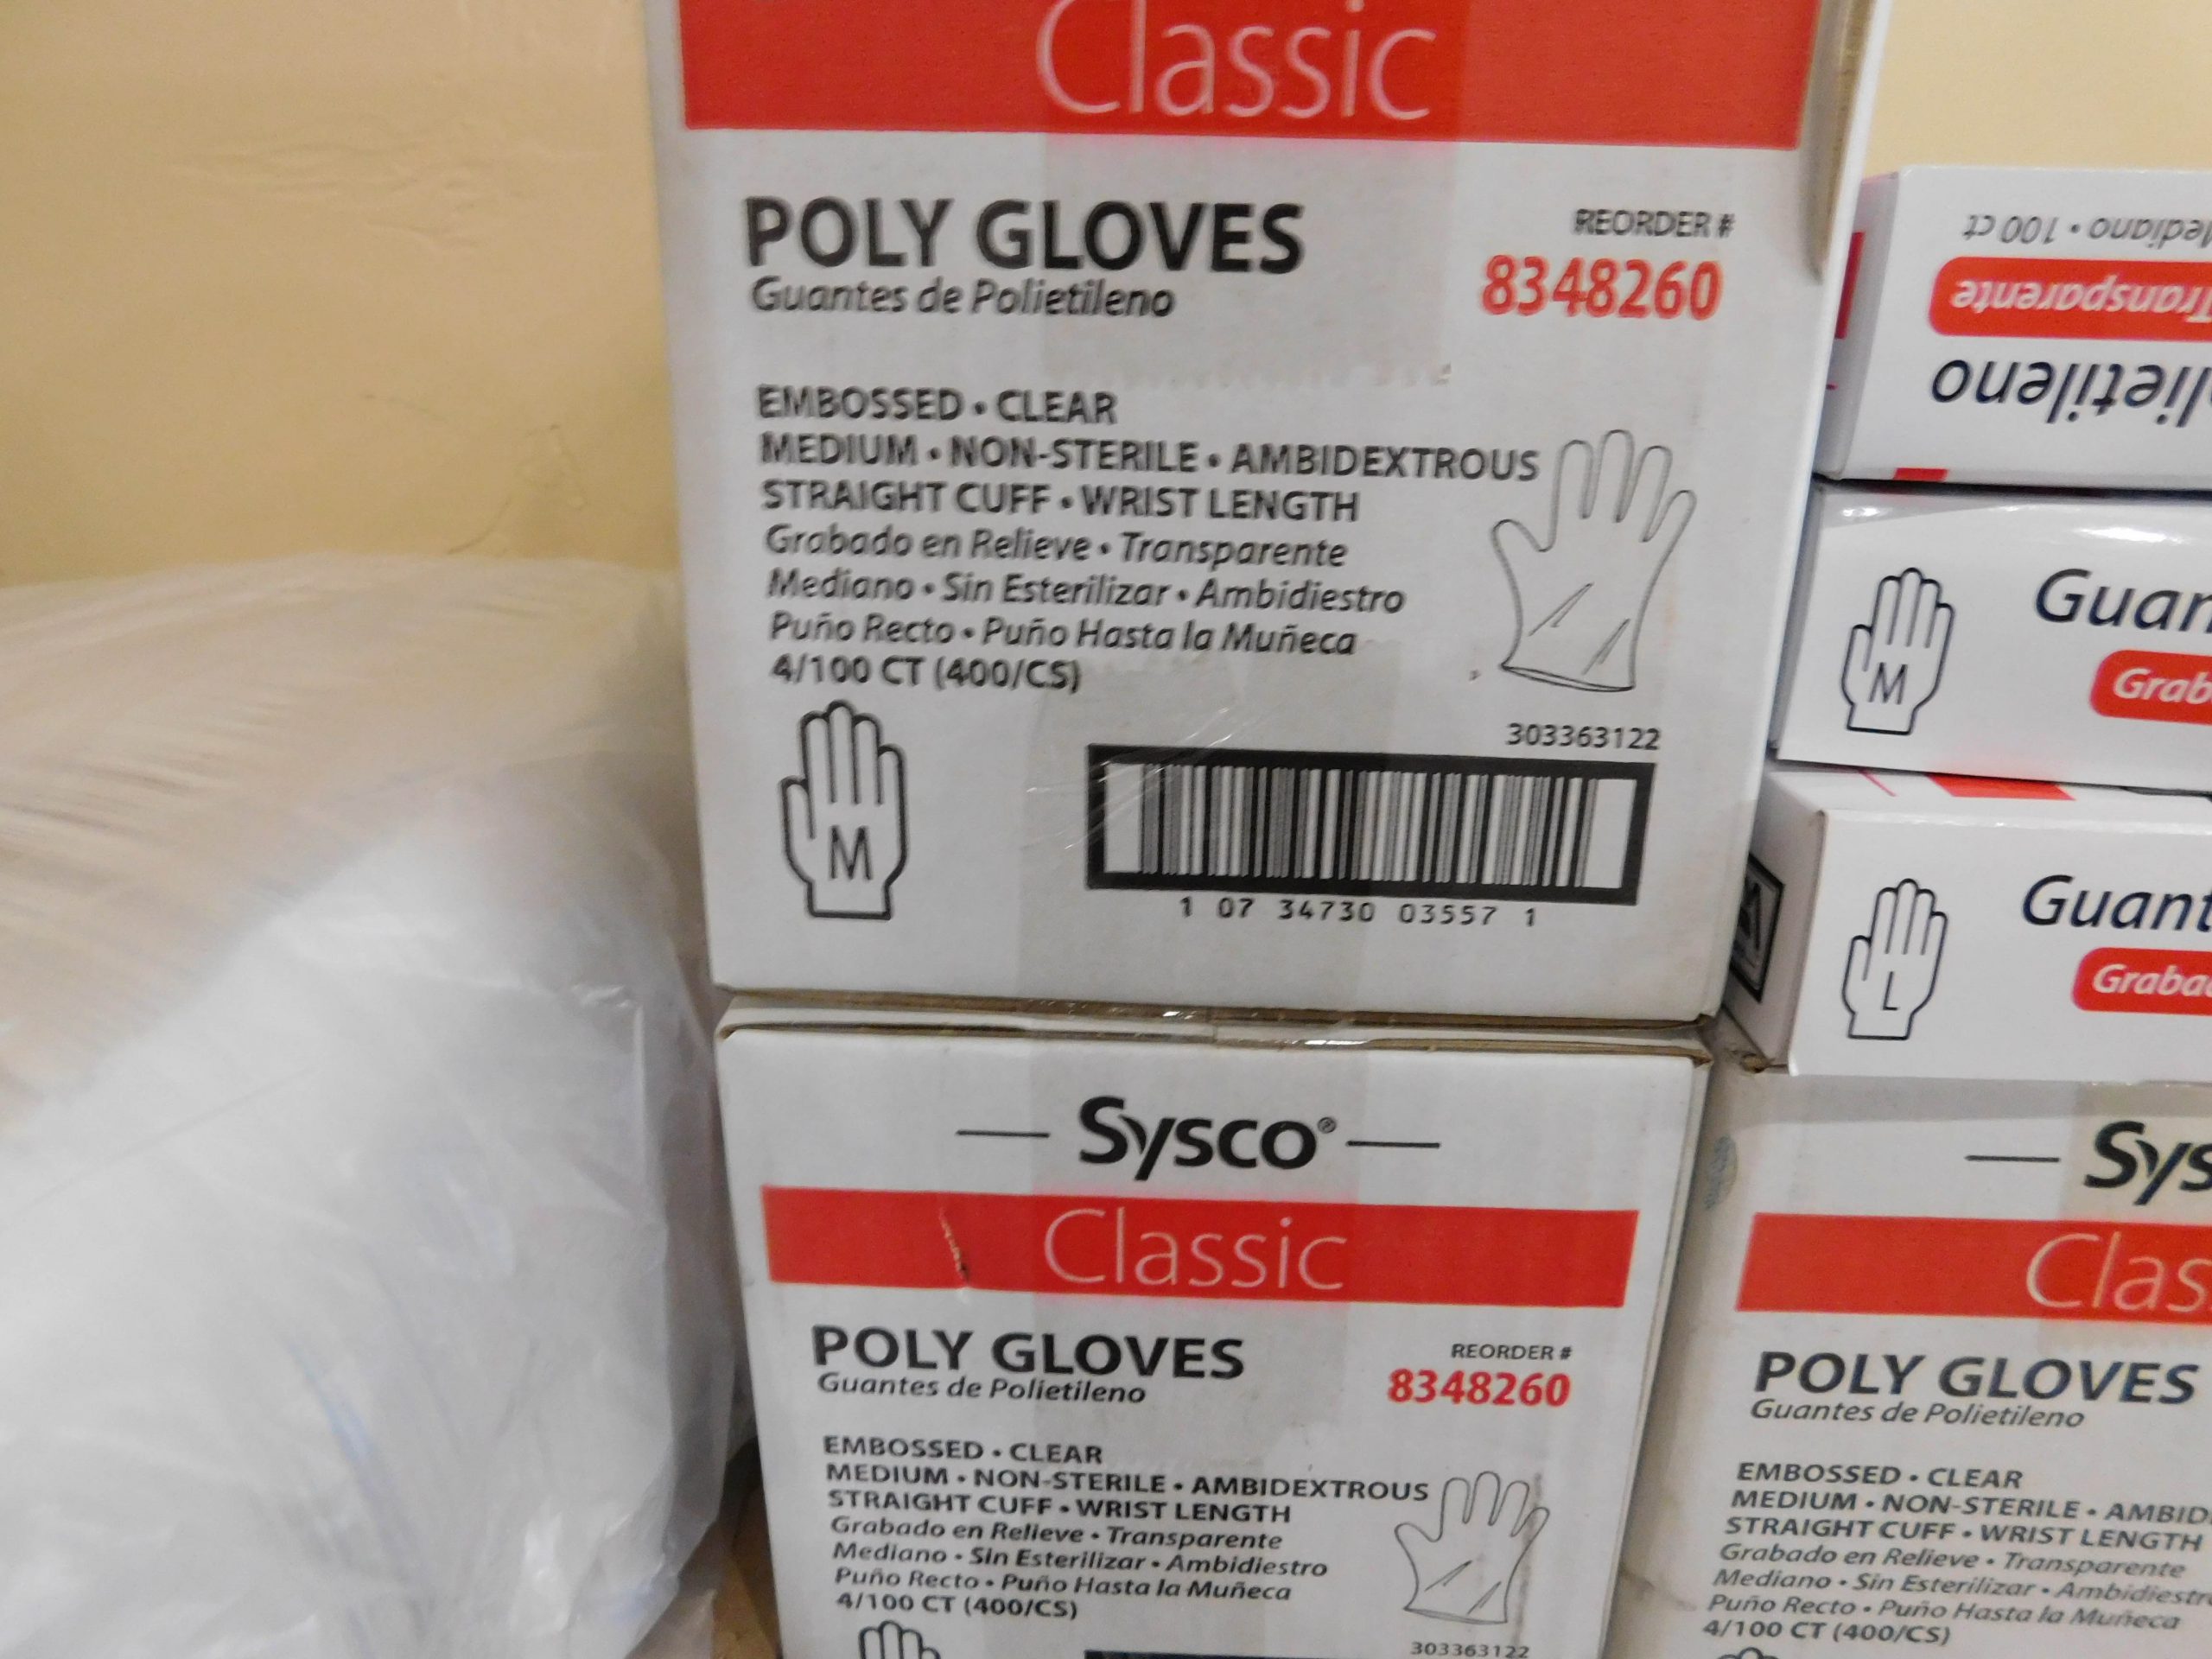 Classic
POLY GLOVES
Guantes de Polietileno
REORDER #
8348260
EMBOSSED • CLEAR
MEDIUM • NON-STERILE • AMBIDEXTROUS
STRAIGHT CUFF • WRIST LENGTH
Grabado en Relieve • Transparente
Mediano • Sin Esterilizar • Ambidiestro
Puño Recto • Puño Hasta la Muñeca
4/100 CT (400/CS)
M
303363122
1 07 34730 03557 1
Sysco®
Classic
POLY GLOVES
Guantes de Polietileno
REORDER #
8348260
EMBOSSED • CLEAR
MEDIUM • NON-STERILE • AMBIDEXTROUS
STRAIGHT CUFF • WRIST LENGTH
Grabado en Relieve • Transparente
Mediano • Sin Esterilizar • Ambidiestro
Puño Recto • Puño Hasta la Muñeca
4/100 CT (400/CS)
303363122
lietileno
Transparente
Mediano • 100 ct
M
Guan
Grab
L
Guant
Graba
Sys
Clas
POLY GLOVES
Guantes de Polietileno
EMBOSSED • CLEAR
MEDIUM • NON-STERILE • AMBID
STRAIGHT CUFF • WRIST LENGTH
Grabado en Relieve • Transparente
Mediano • Sin Esterilizar • Ambidiestro
Puño Recto • Puño Hasta la Muñeca
4/100 CT (400/CS)